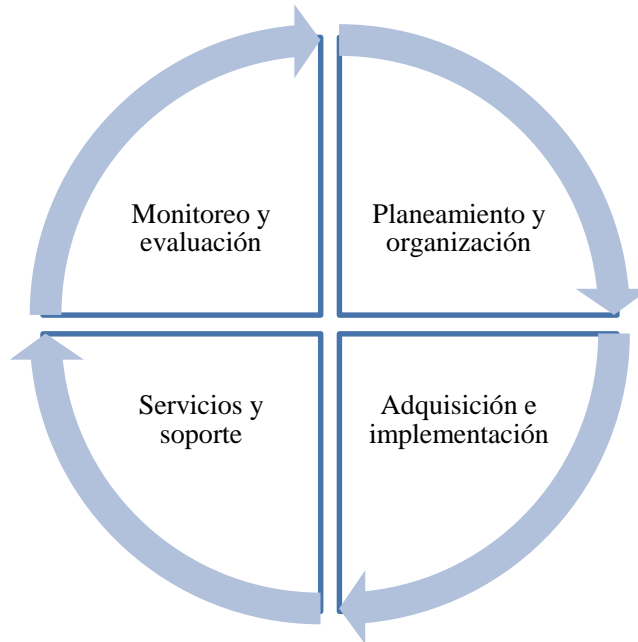 Monitoreo y
evaluación
Planeamiento y
organización
Servicios y
soporte
Adquisición e
implementación